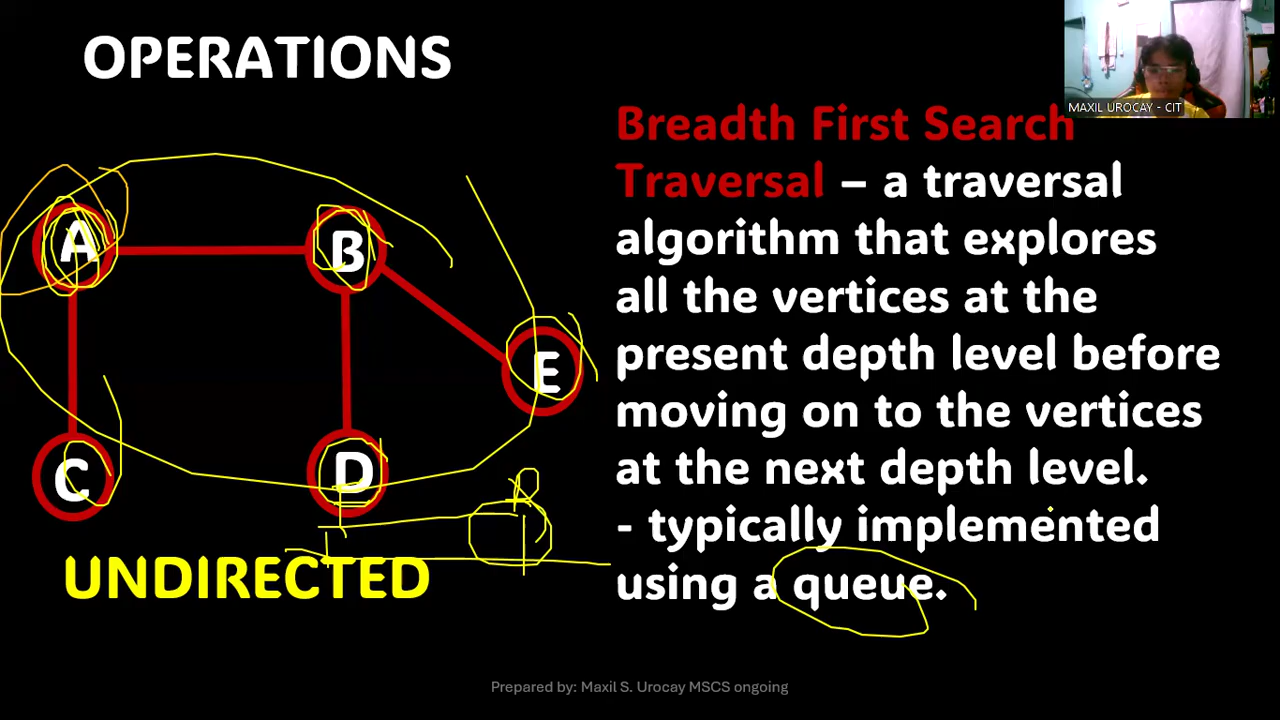 OPERATIONS
MAXIL UROCAY - CIT
Breadth First Search
Traversal – a traversal
algorithm that explores
all the vertices at the
present depth level before
moving on to the vertices
at the next depth level.
- typically implemented
using a queue.
A
B
E
C
D
UNDIRECTED
Prepared by: Maxil S. Urocay MSCS ongoing